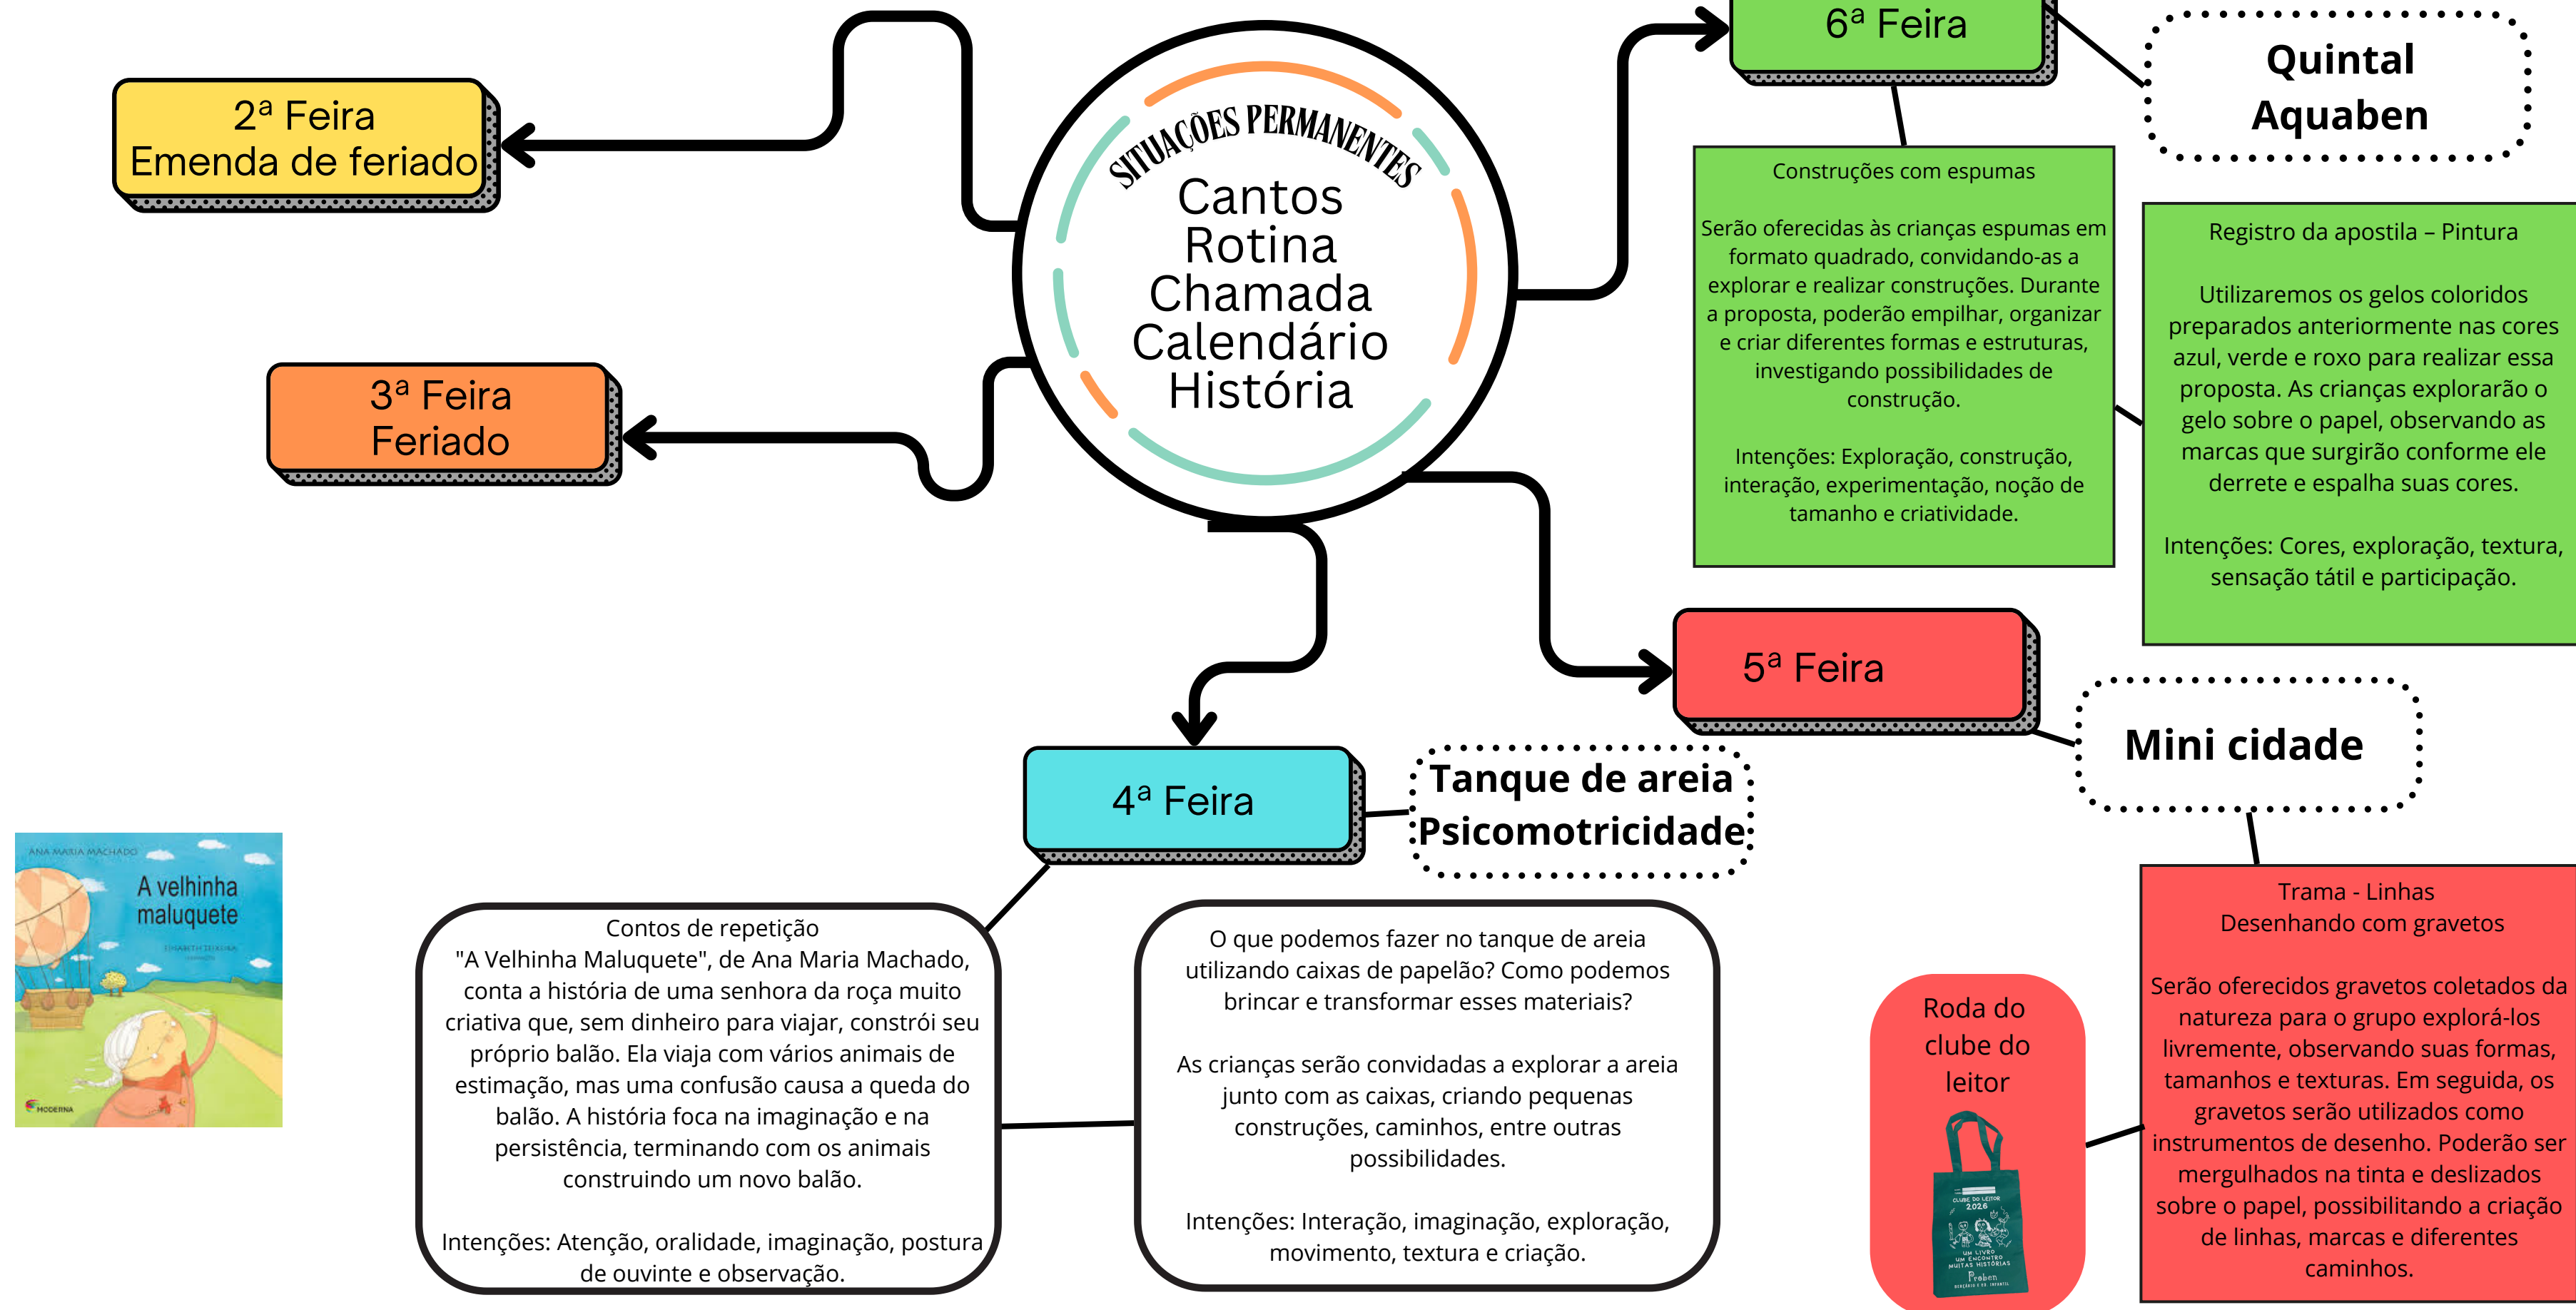 SITUAÇÕES PERMANENTES
Cantos
Rotina
Chamada
Calendário
História
2ª Feira
Emenda de feriado
3ª Feira
Feriado
4ª Feira
Tanque de areia
Psicomotricidade
Contos de repetição
"A Velhinha Maluquete", de Ana Maria Machado,
conta a história de uma senhora da roça muito
criativa que, sem dinheiro para viajar, constrói seu
próprio balão. Ela viaja com vários animais de
estimação, mas uma confusão causa a queda do
balão. A história foca na imaginação e na
persistência, terminando com os animais
construindo um novo balão.
Intenções: Atenção, oralidade, imaginação, postura
de ouvinte e observação.
O que podemos fazer no tanque de areia
utilizando caixas de papelão? Como podemos
brincar e transformar esses materiais?
As crianças serão convidadas a explorar a areia
junto com as caixas, criando pequenas
construções, caminhos, entre outras
possibilidades.
Intenções: Interação, imaginação, exploração,
movimento, textura e criação.
ANA MARIA MACHADO
A velhinha
maluquete
MODERNA
5ª Feira
Mini cidade
Trama - Linhas
Desenhando com gravetos
Serão oferecidos gravetos coletados da
natureza para o grupo explorá-los
livremente, observando suas formas,
tamanhos e texturas. Em seguida, os
gravetos serão utilizados como
instrumentos de desenho. Poderão ser
mergulhados na tinta e deslizados
sobre o papel, possibilitando a criação
de linhas, marcas e diferentes
caminhos.
Roda do
clube do
leitor
CLUBE DO LEITOR
2026
UM LIVRO
UM ENCONTRO
MUITAS HISTÓRIAS
Proben
6ª Feira
Quintal
Aquaben
Construções com espumas
Serão oferecidas às crianças espumas em
formato quadrado, convidando-as a
explorar e realizar construções. Durante
a proposta, poderão empilhar, organizar
e criar diferentes formas e estruturas,
investigando possibilidades de
construção.
Intenções: Exploração, construção,
interação, experimentação, noção de
tamanho e criatividade.
Registro da apostila – Pintura
Utilizaremos os gelos coloridos
preparados anteriormente nas cores
azul, verde e roxo para realizar essa
proposta. As crianças explorarão o
gelo sobre o papel, observando as
marcas que surgirão conforme ele
derrete e espalha suas cores.
Intenções: Cores, exploração, textura,
sensação tátil e participação.